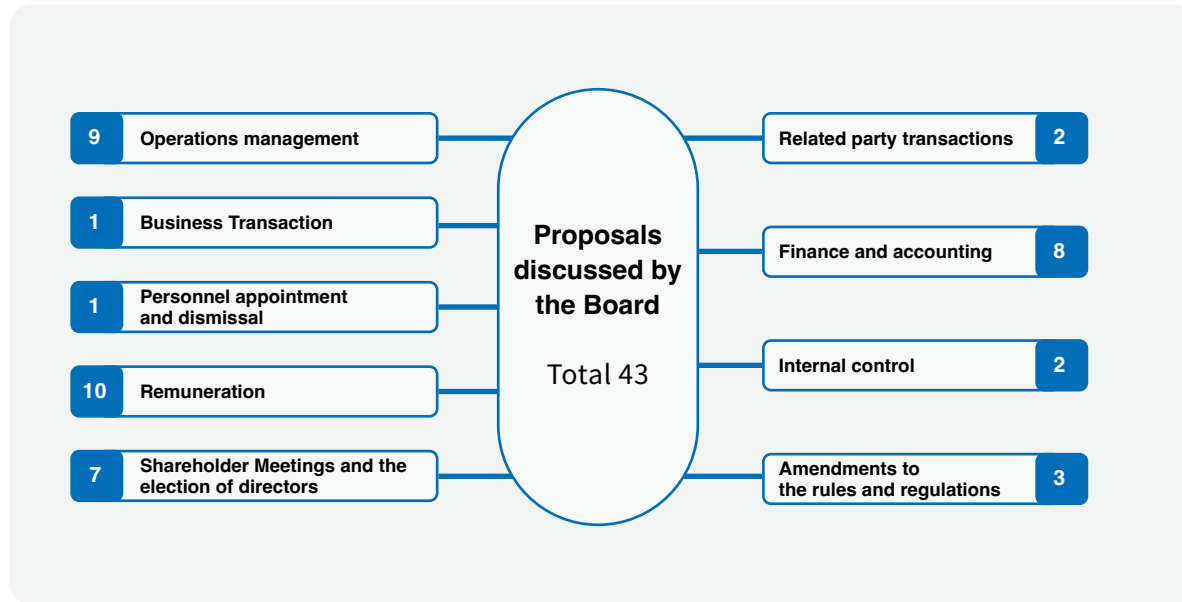 9
Operations management
1
Business Transaction
1
Personnel appointment
and dismissal
10
Remuneration
7
Shareholder Meetings and the
election of directors
Proposals
discussed by
the Board
Total 43
Related party transactions
2
Finance and accounting
8
Internal control
2
Amendments to
the rules and regulations
3